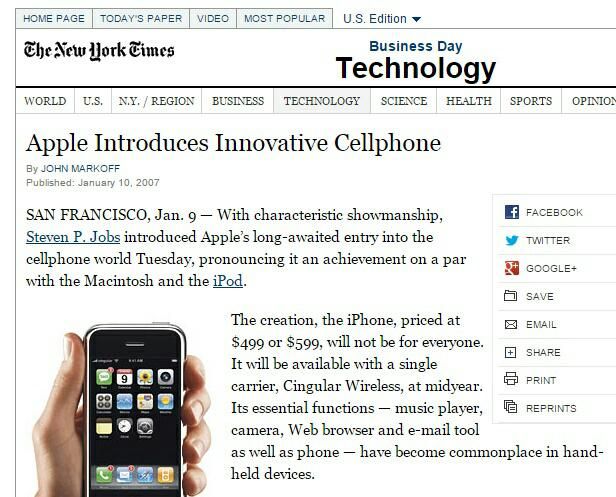 HOME PAGE TODAY'S PAPER VIDEO MOST POPULAR U.S. Edition
The New York Times
Business Day
Technology
WORLD U.S. N.Y. / REGION BUSINESS TECHNOLOGY SCIENCE HEALTH SPORTS OPINION
Apple Introduces Innovative Cellphone
By JOHN MARKOFF
Published: January 10, 2007
SAN FRANCISCO, Jan. 9 — With characteristic showmanship,
Steven P. Jobs introduced Apple's long-awaited entry into the
cellphone world Tuesday, pronouncing it an achievement on a par
with the Macintosh and the iPod.
The creation, the iPhone, priced at
$499 or $599, will not be for everyone.
It will be available with a single
carrier, Cingular Wireless, at midyear.
Its essential functions — music player,
camera, Web browser and e-mail tool
as well as phone — have become commonplace in hand-
held devices.
FACEBOOK
TWITTER
GOOGLE+
SAVE
EMAIL
SHARE
PRINT
REPRINTS